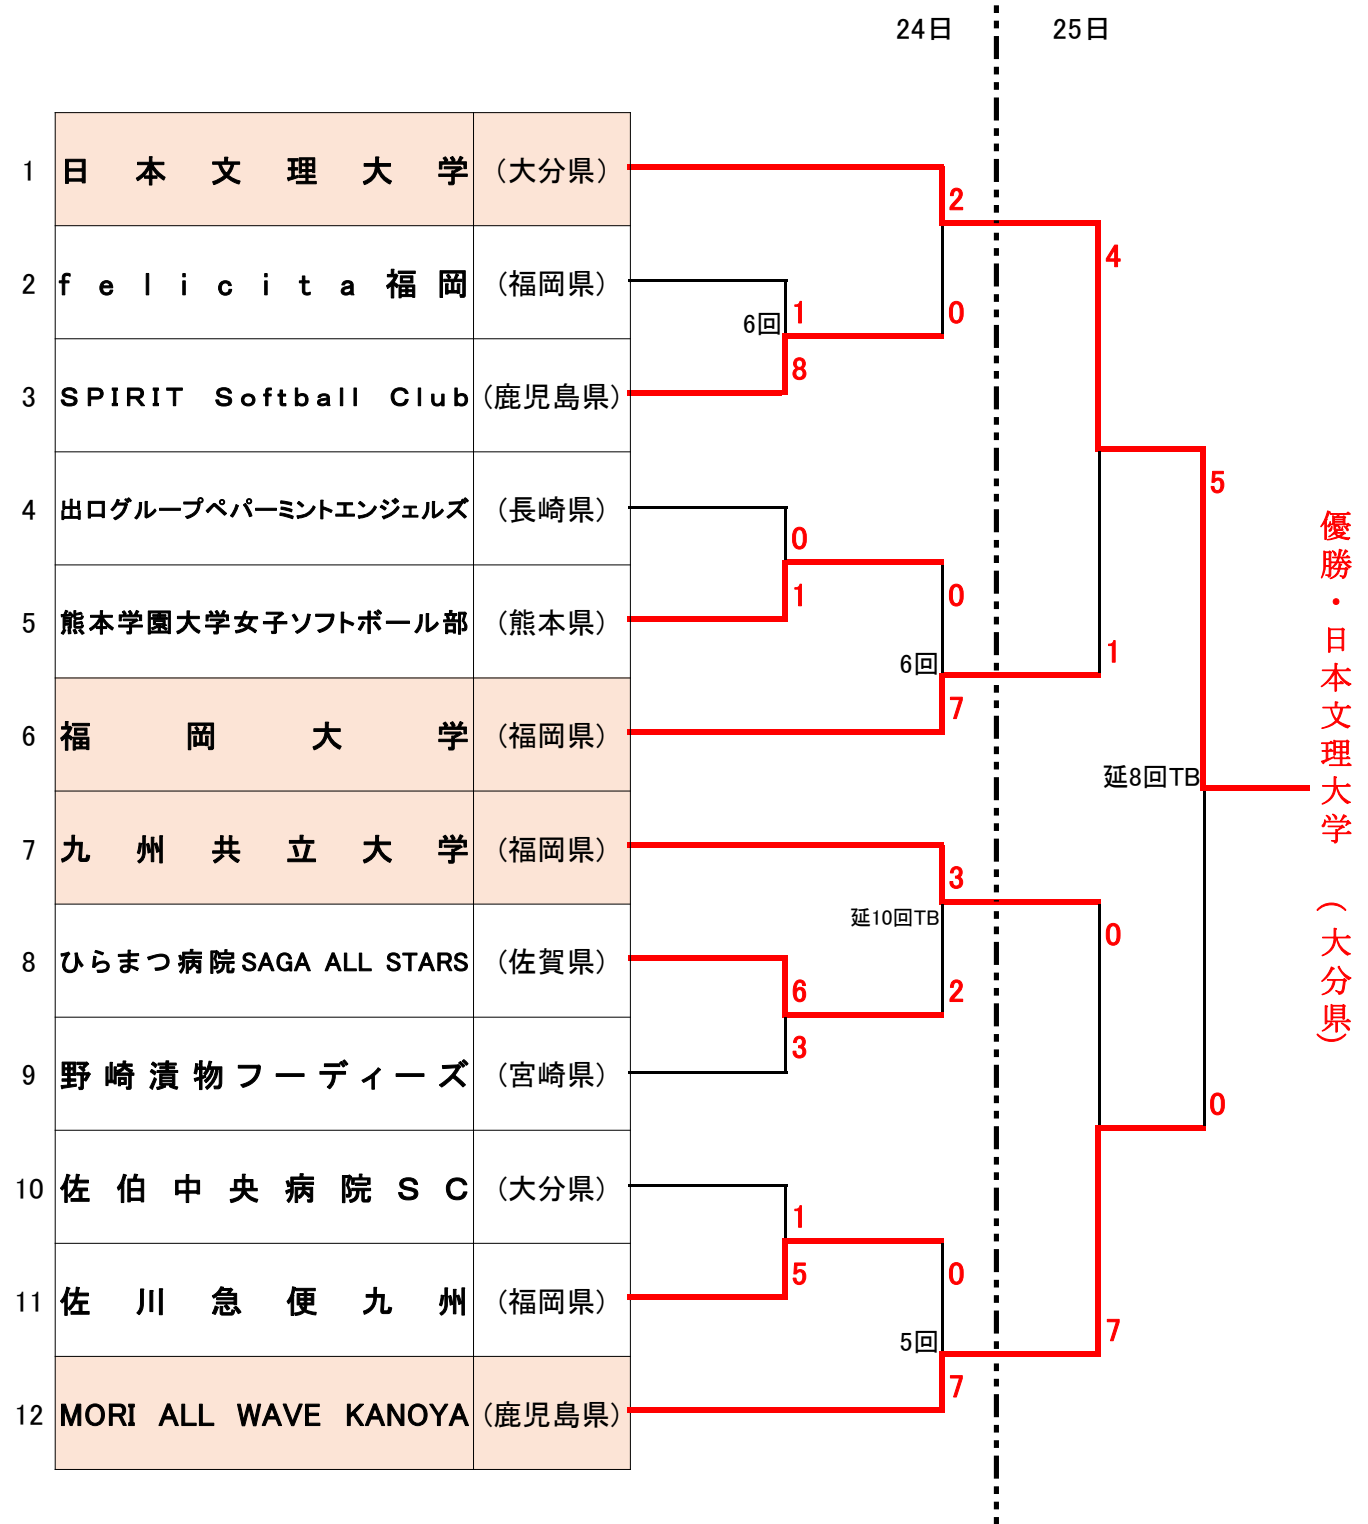 24日 25日
1 日本文理大学 (大分県)
2
4
2 felicita福岡 (福岡県)
1
0
6回
8
3 SPIRIT Softball Club (鹿児島県)
4 出口グループペパーミントエンジェルズ (長崎県)
5
0
1
0
5 熊本学園大学女子ソフトボール部 (熊本県)
1
6回
7
6 福岡大学 (福岡県)
延8回TB
優勝・日本文理大学 (大分県)
7 九州共立大学 (福岡県)
3
延10回TB
0
8 ひらまつ病院SAGA ALL STARS (佐賀県)
6
2
3
9 野崎漬物フーディーズ (宮崎県)
0
10 佐伯中央病院SC (大分県)
1
5
0
11 佐川急便九州 (福岡県)
7
5回
7
12 MORI ALL WAVE KANOYA (鹿児島県)